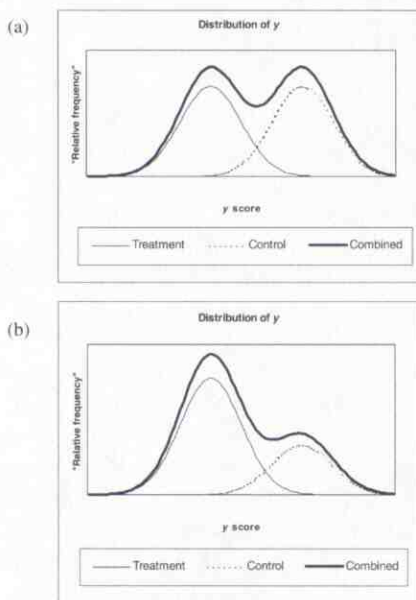 (a)
Distribution of y
"Relative frequency"
y score
Treatment Control Combined
(b)
Distribution of y
"Relative frequency"
y score
Treatment Control Combined